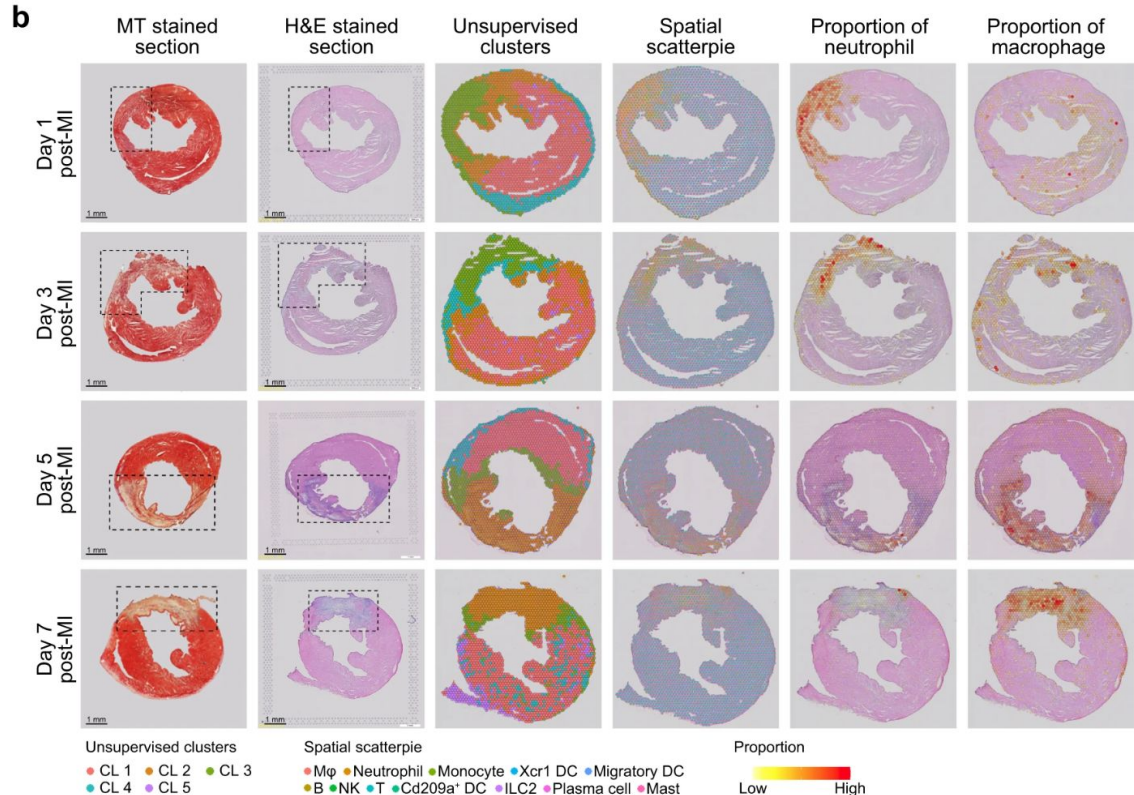 b
MT stained
section
H&E stained
section
Unsupervised
clusters
Spatial
scatterpie
Proportion of
neutrophil
Proportion of
macrophage
Day 1
post-MI
1 mm
1 mm
Day 3
post-MI
1 mm
1 mm
Day 5
post-MI
1 mm
1 mm
Day 7
post-MI
1 mm
1 mm
Unsupervised clusters
CL 1 CL 2 CL 3
CL 4 CL 5
Spatial scatterpie
Mφ Neutrophil Monocyte Xcr1 DC Migratory DC
B NK T Cd209a⁺ DC ILC2 Plasma cell Mast
Proportion
Low High